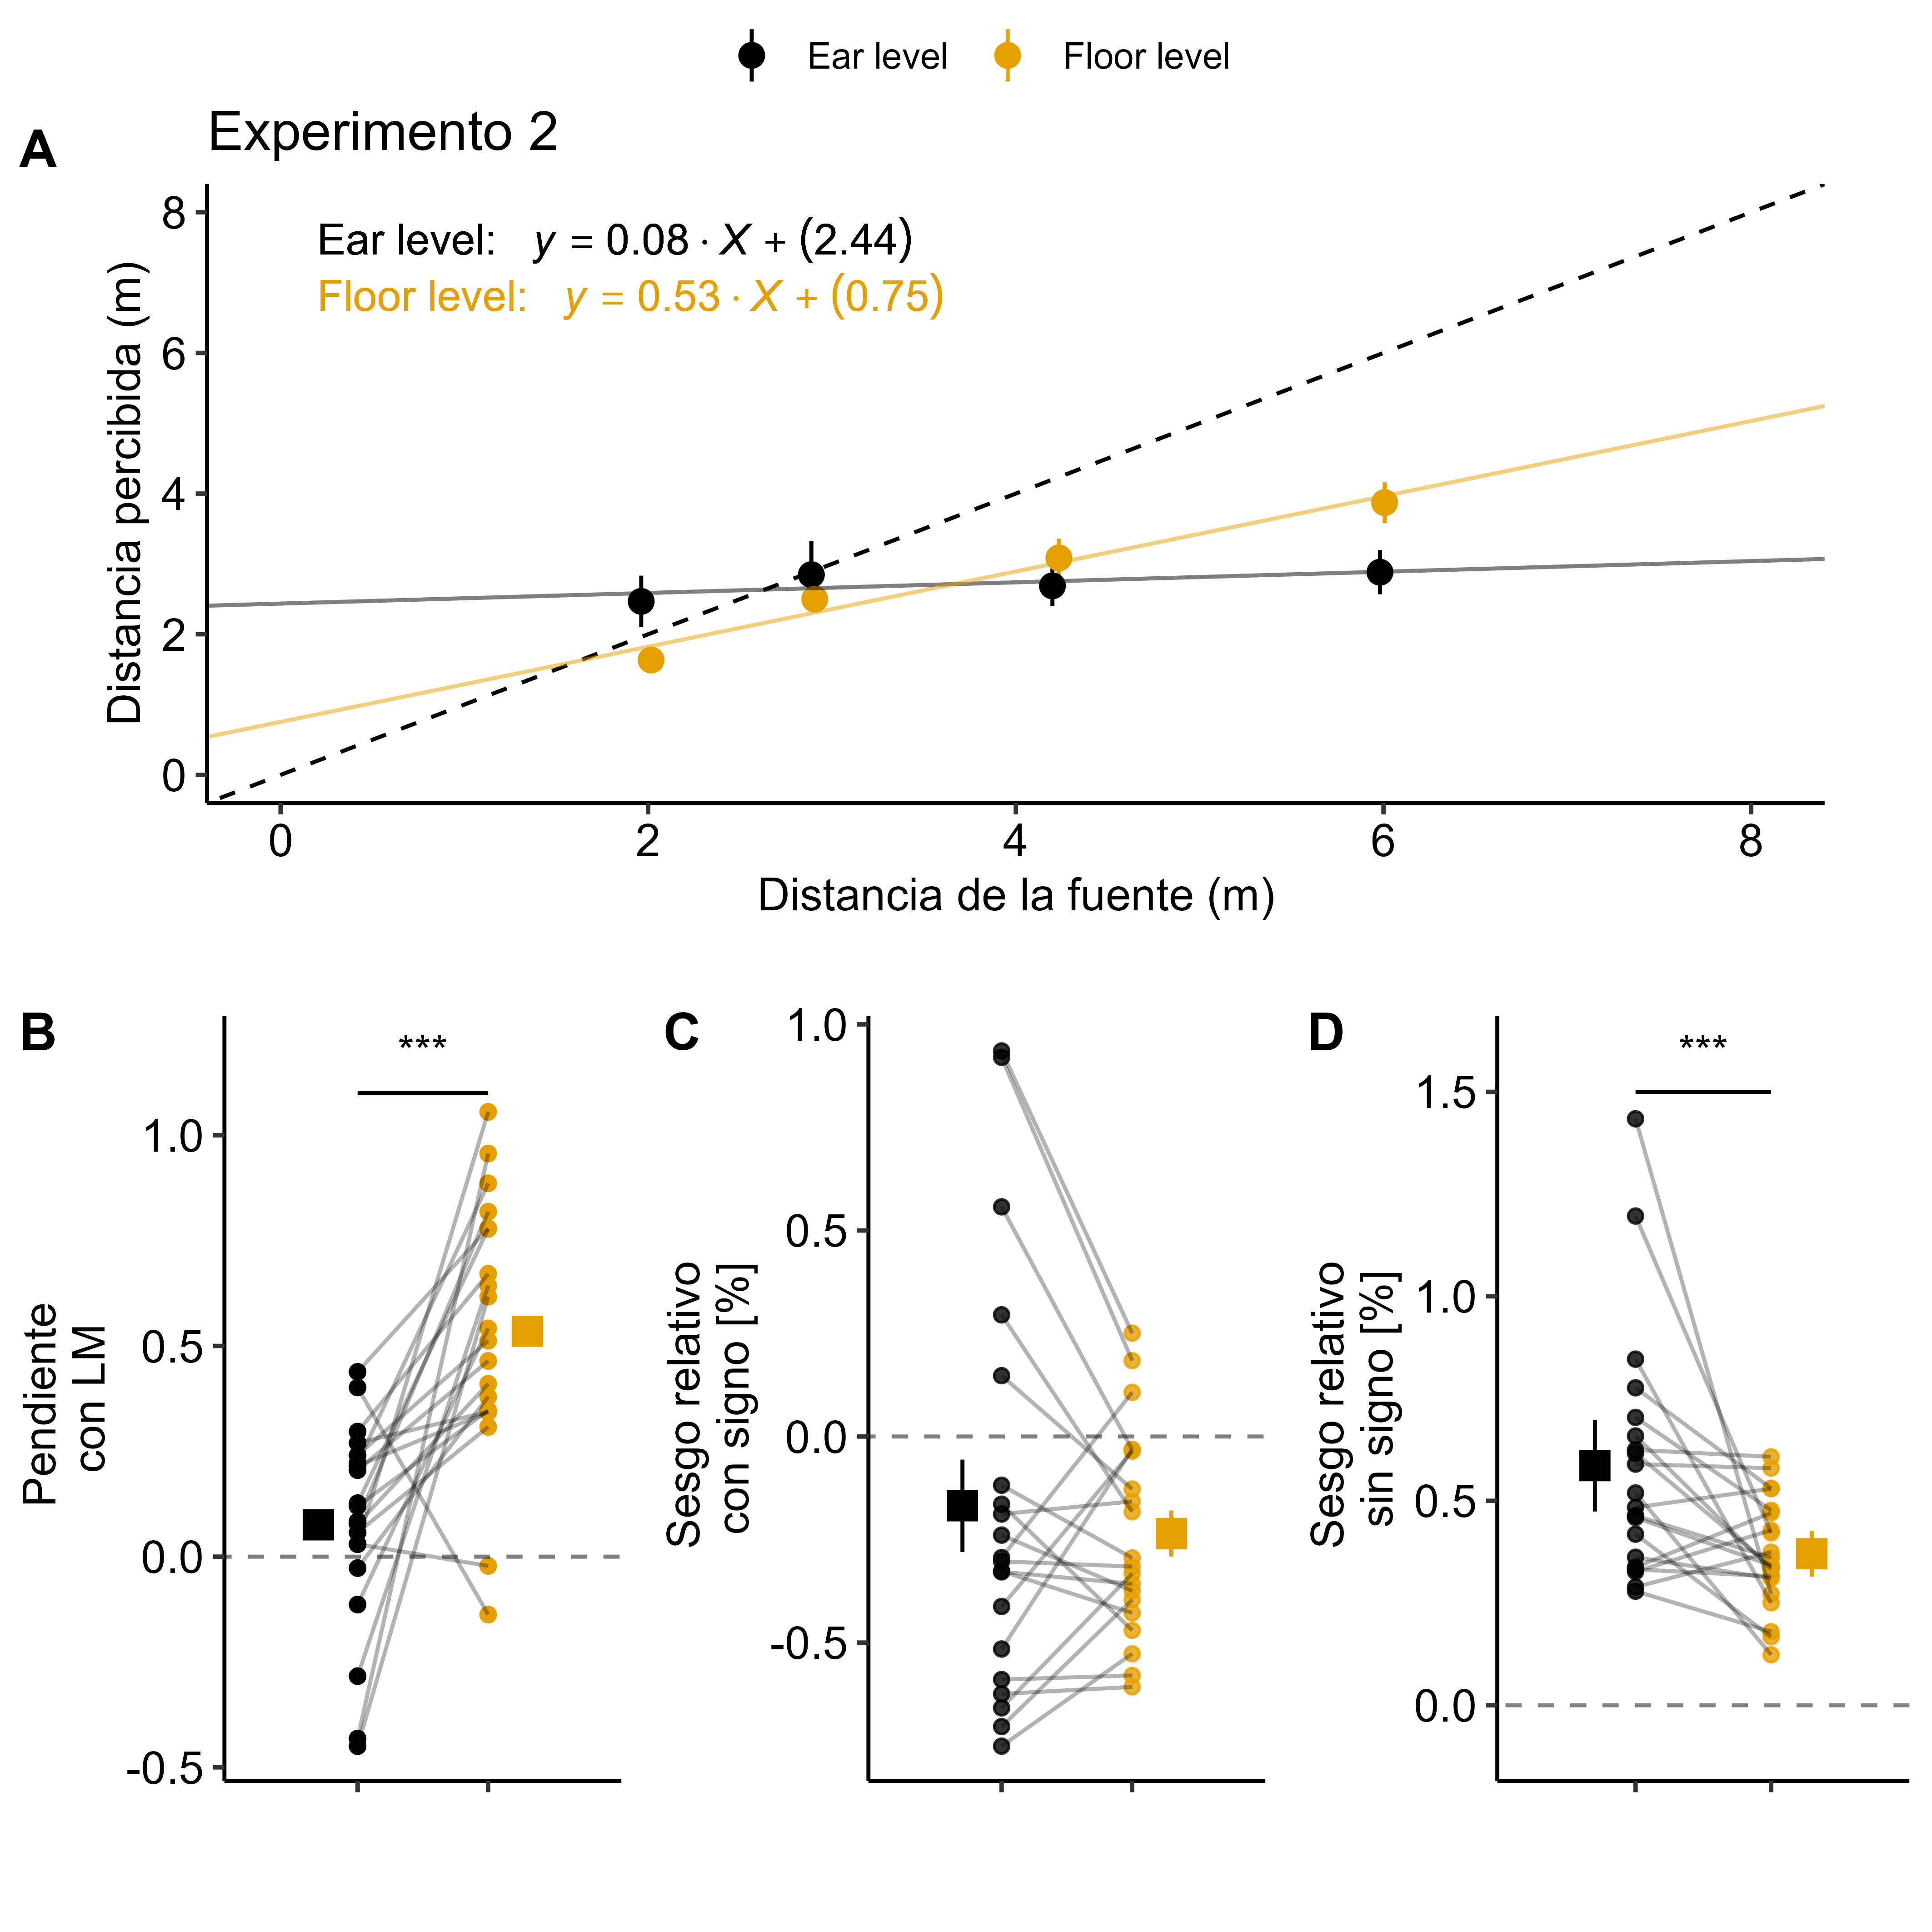 Ear level
Floor level
A
Experimento 2
Ear level: y = 0.08 · X + (2.44)
Floor level: y = 0.53 · X + (0.75)
Distancia percibida (m)
8
6
4
2
0
0 2 4 6 8
Distancia de la fuente (m)
B
***
Pendiente
con LM
1.0
0.5
0.0
-0.5
C
Sesgo relativo
con signo [%]
1.0
0.5
0.0
-0.5
D
***
Sesgo relativo
sin signo [%]
1.5
1.0
0.5
0.0